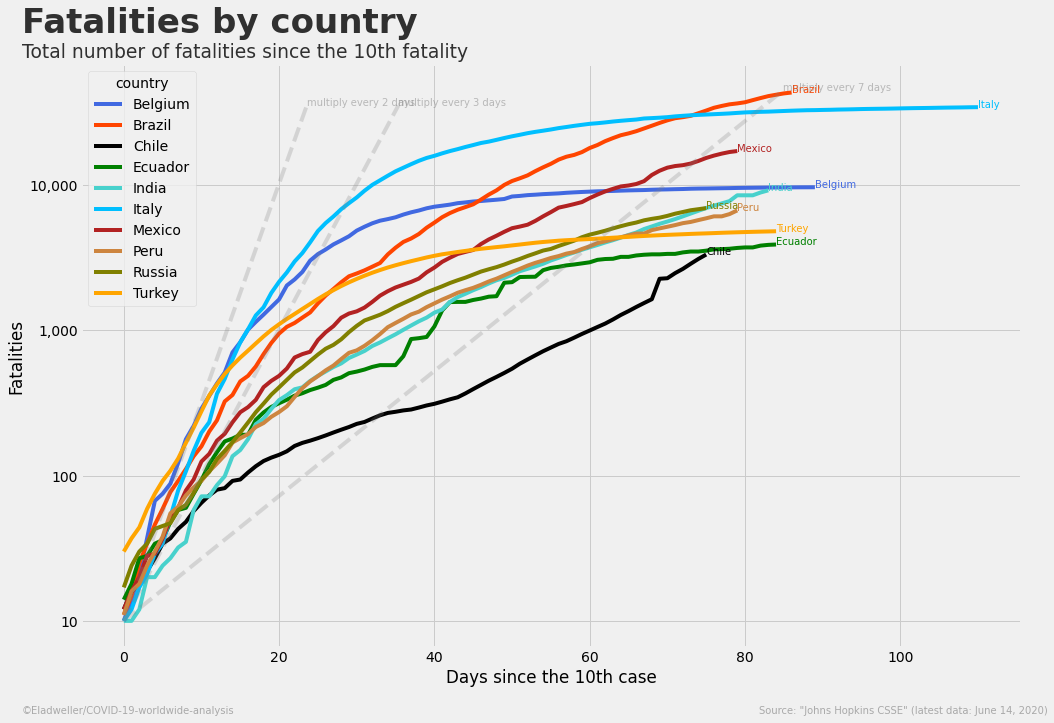 Fatalities by country
Total number of fatalities since the 10th fatality
country
Belgium
Brazil
Chile
Ecuador
India
Italy
Mexico
Peru
Russia
Turkey
multiply every 2 days
multiply every 3 days
multiply every 7 days
Brazil
Italy
Mexico
Belgium
India
Russia
Peru
Turkey
Ecuador
Chile
Fatalities
10,000
1,000
100
10
0
20
40
60
80
100
Days since the 10th case
©Eladweller/COVID-19-worldwide-analysis
Source: "Johns Hopkins CSSE" (latest data: June 14, 2020)